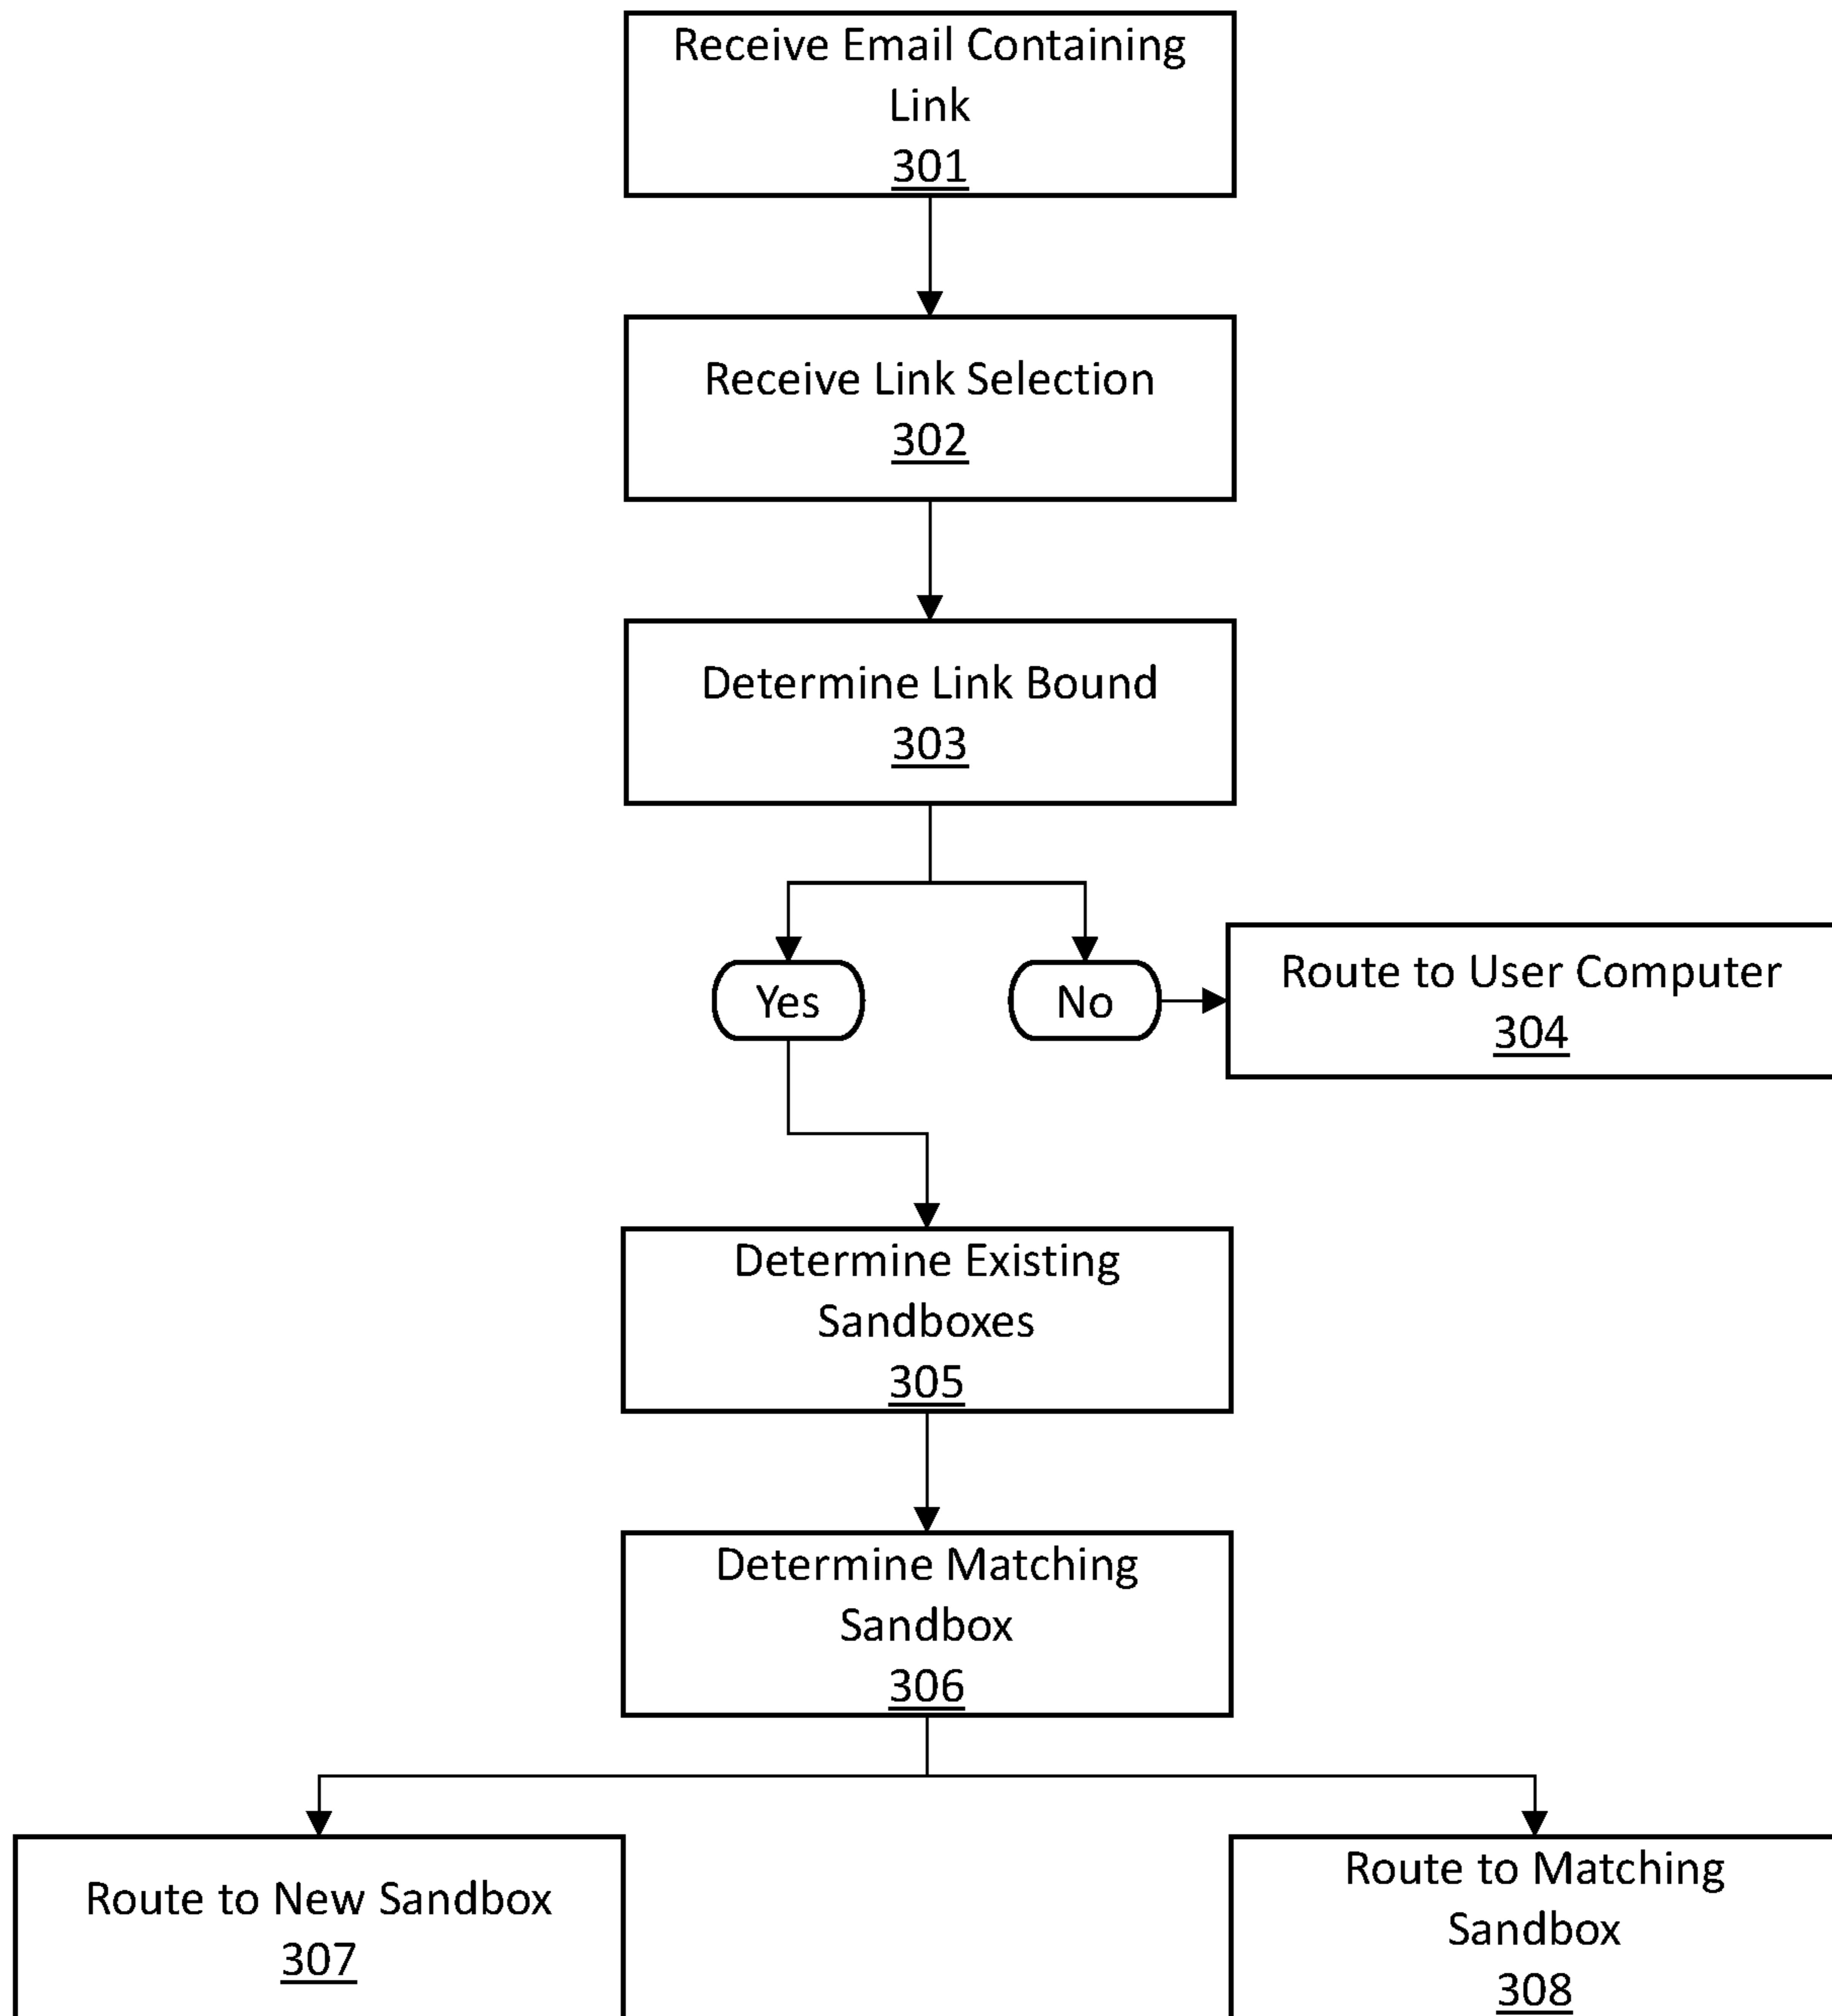 Receive Email Containing
Link
301
Receive Link Selection
302
Determine Link Bound
303
Yes
No
Route to User Computer
304
Determine Existing
Sandboxes
305
Determine Matching
Sandbox
306
Route to New Sandbox
307
Route to Matching
Sandbox
308